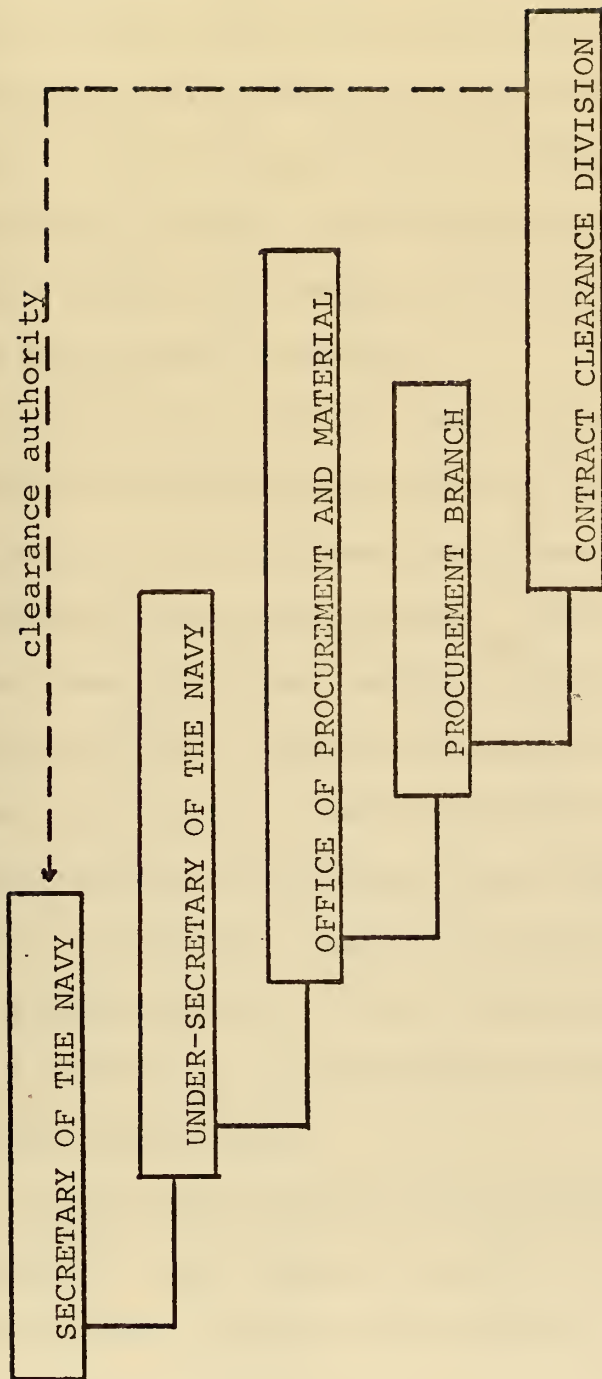 SECRETARY OF THE NAVY
clearance authority
UNDER-SECRETARY OF THE NAVY
OFFICE OF PROCUREMENT AND MATERIAL
PROCUREMENT BRANCH
CONTRACT CLEARANCE DIVISION